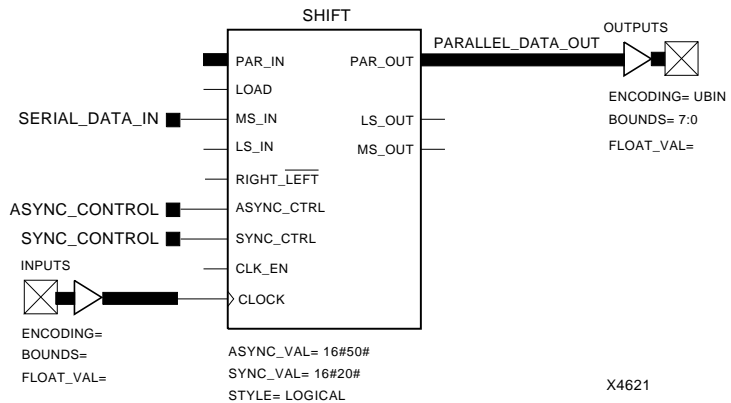 SHIFT
OUTPUTS
PAR_IN PAR_OUT PARALLEL_DATA_OUT
LOAD
ENCODING= UBIN
SERIAL_DATA_IN MS_IN LS_OUT
BOUNDS= 7:0
LS_IN MS_OUT
FLOAT_VAL=
RIGHT_LEFT
ASYNC_CONTROL ASYNC_CTRL
SYNC_CONTROL SYNC_CTRL
INPUTS
CLK_EN
CLOCK
ENCODING=
BOUNDS=
FLOAT_VAL=
ASYNC_VAL= 16#50#
SYNC_VAL= 16#20#
STYLE= LOGICAL
X4621